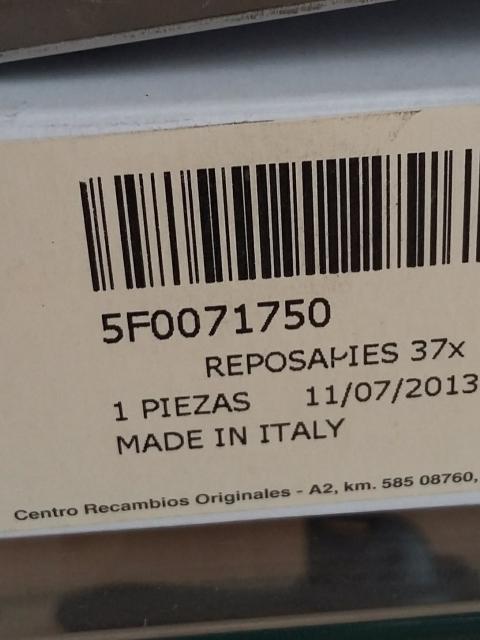 5F0071750
REPOSAPIES 37x
1 PIEZAS 11/07/2013
MADE IN ITALY
Centro Recambios Originales - A2, km. 585 08760,